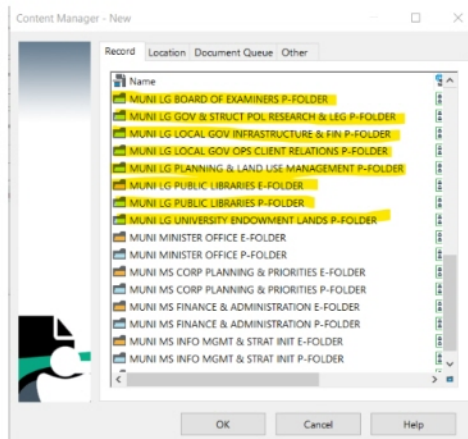 Content Manager - New
Record Location Document Queue Other
Name
MUNI LG BOARD OF EXAMINERS P-FOLDER
MUNI LG GOV & STRUCT POL RESEARCH & LEG P-FOLDER
MUNI LG LOCAL GOV INFRASTRUCTURE & FIN P-FOLDER
MUNI LG LOCAL GOV OPS CLIENT RELATIONS P-FOLDER
MUNI LG PLANNING & LAND USE MANAGEMENT P-FOLDER
MUNI LG PUBLIC LIBRARIES E-FOLDER
MUNI LG PUBLIC LIBRARIES P-FOLDER
MUNI LG UNIVERSITY ENDOWMENT LANDS P-FOLDER
MUNI MINISTER OFFICE E-FOLDER
MUNI MINISTER OFFICE P-FOLDER
MUNI MS CORP PLANNING & PRIORITIES E-FOLDER
MUNI MS CORP PLANNING & PRIORITIES P-FOLDER
MUNI MS FINANCE & ADMINISTRATION E-FOLDER
MUNI MS FINANCE & ADMINISTRATION P-FOLDER
MUNI MS INFO MGMT & STRAT INIT E-FOLDER
MUNI MS INFO MGMT & STRAT INIT P-FOLDER
OK Cancel Help